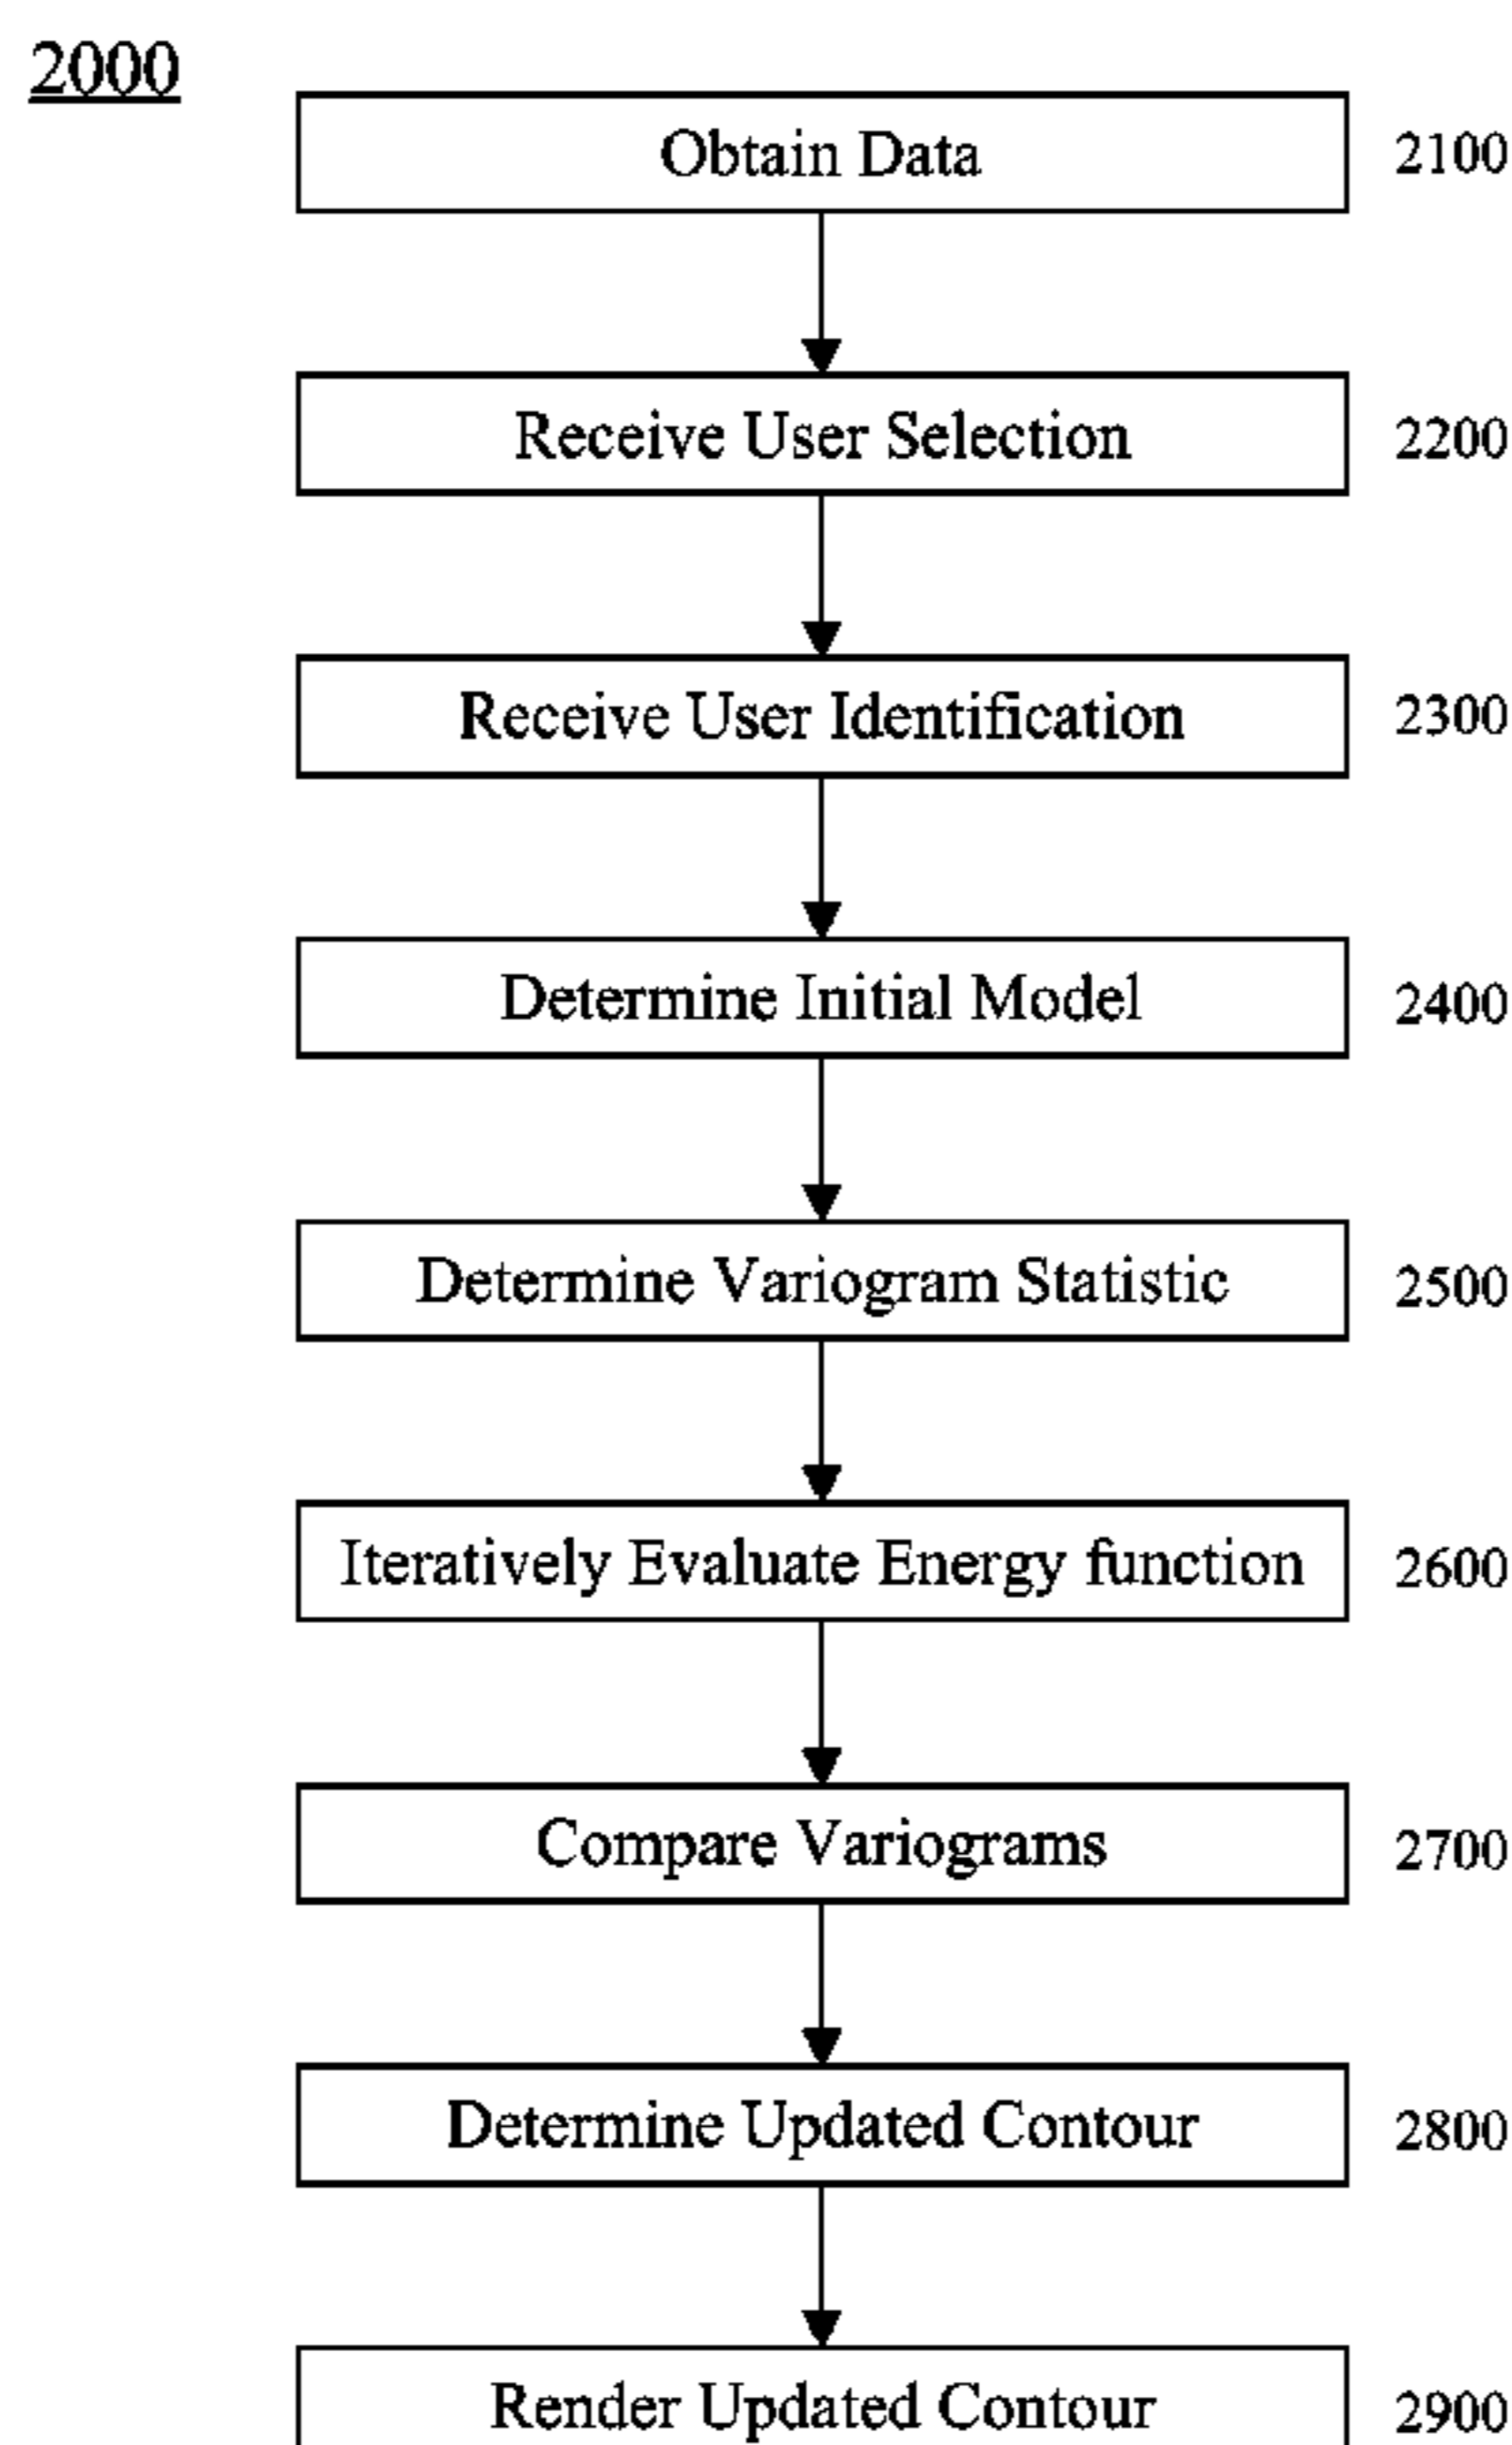 2000
Obtain Data 2100
Receive User Selection 2200
Receive User Identification 2300
Determine Initial Model 2400
Determine Variogram Statistic 2500
Iteratively Evaluate Energy function 2600
Compare Variograms 2700
Determine Updated Contour 2800
Render Updated Contour 2900